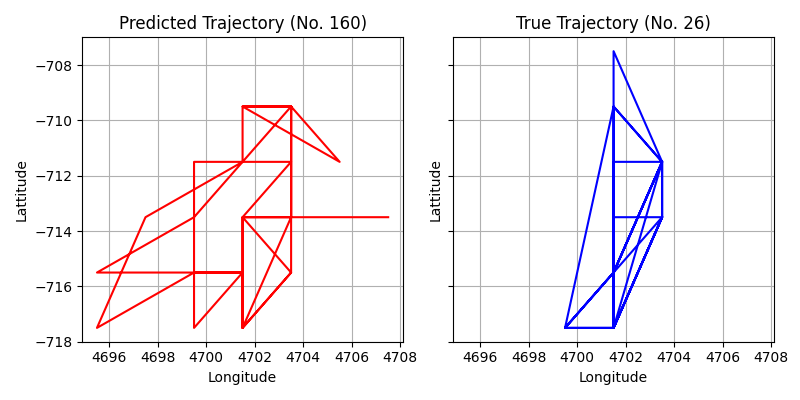 Predicted Trajectory (No. 160)
True Trajectory (No. 26)
−708
−710
−712
−714
−716
−718
Lattitude
Lattitude
4696 4698 4700 4702 4704 4706 4708
4696 4698 4700 4702 4704 4706 4708
Longitude
Longitude